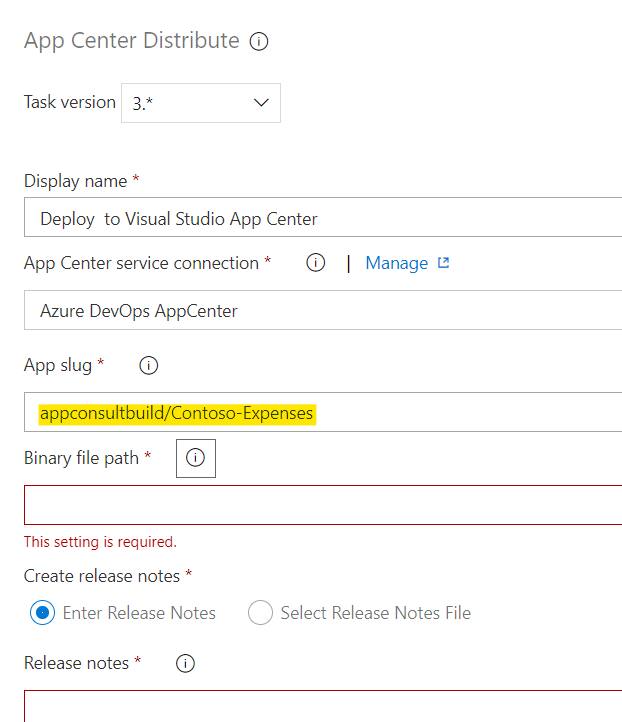 App Center Distribute
Task version 3.*
Display name *
Deploy to Visual Studio App Center
App Center service connection * | Manage
Azure DevOps AppCenter
App slug *
appconsultbuild/Contoso-Expenses
Binary file path *
This setting is required.
Create release notes *
Enter Release Notes Select Release Notes File
Release notes *